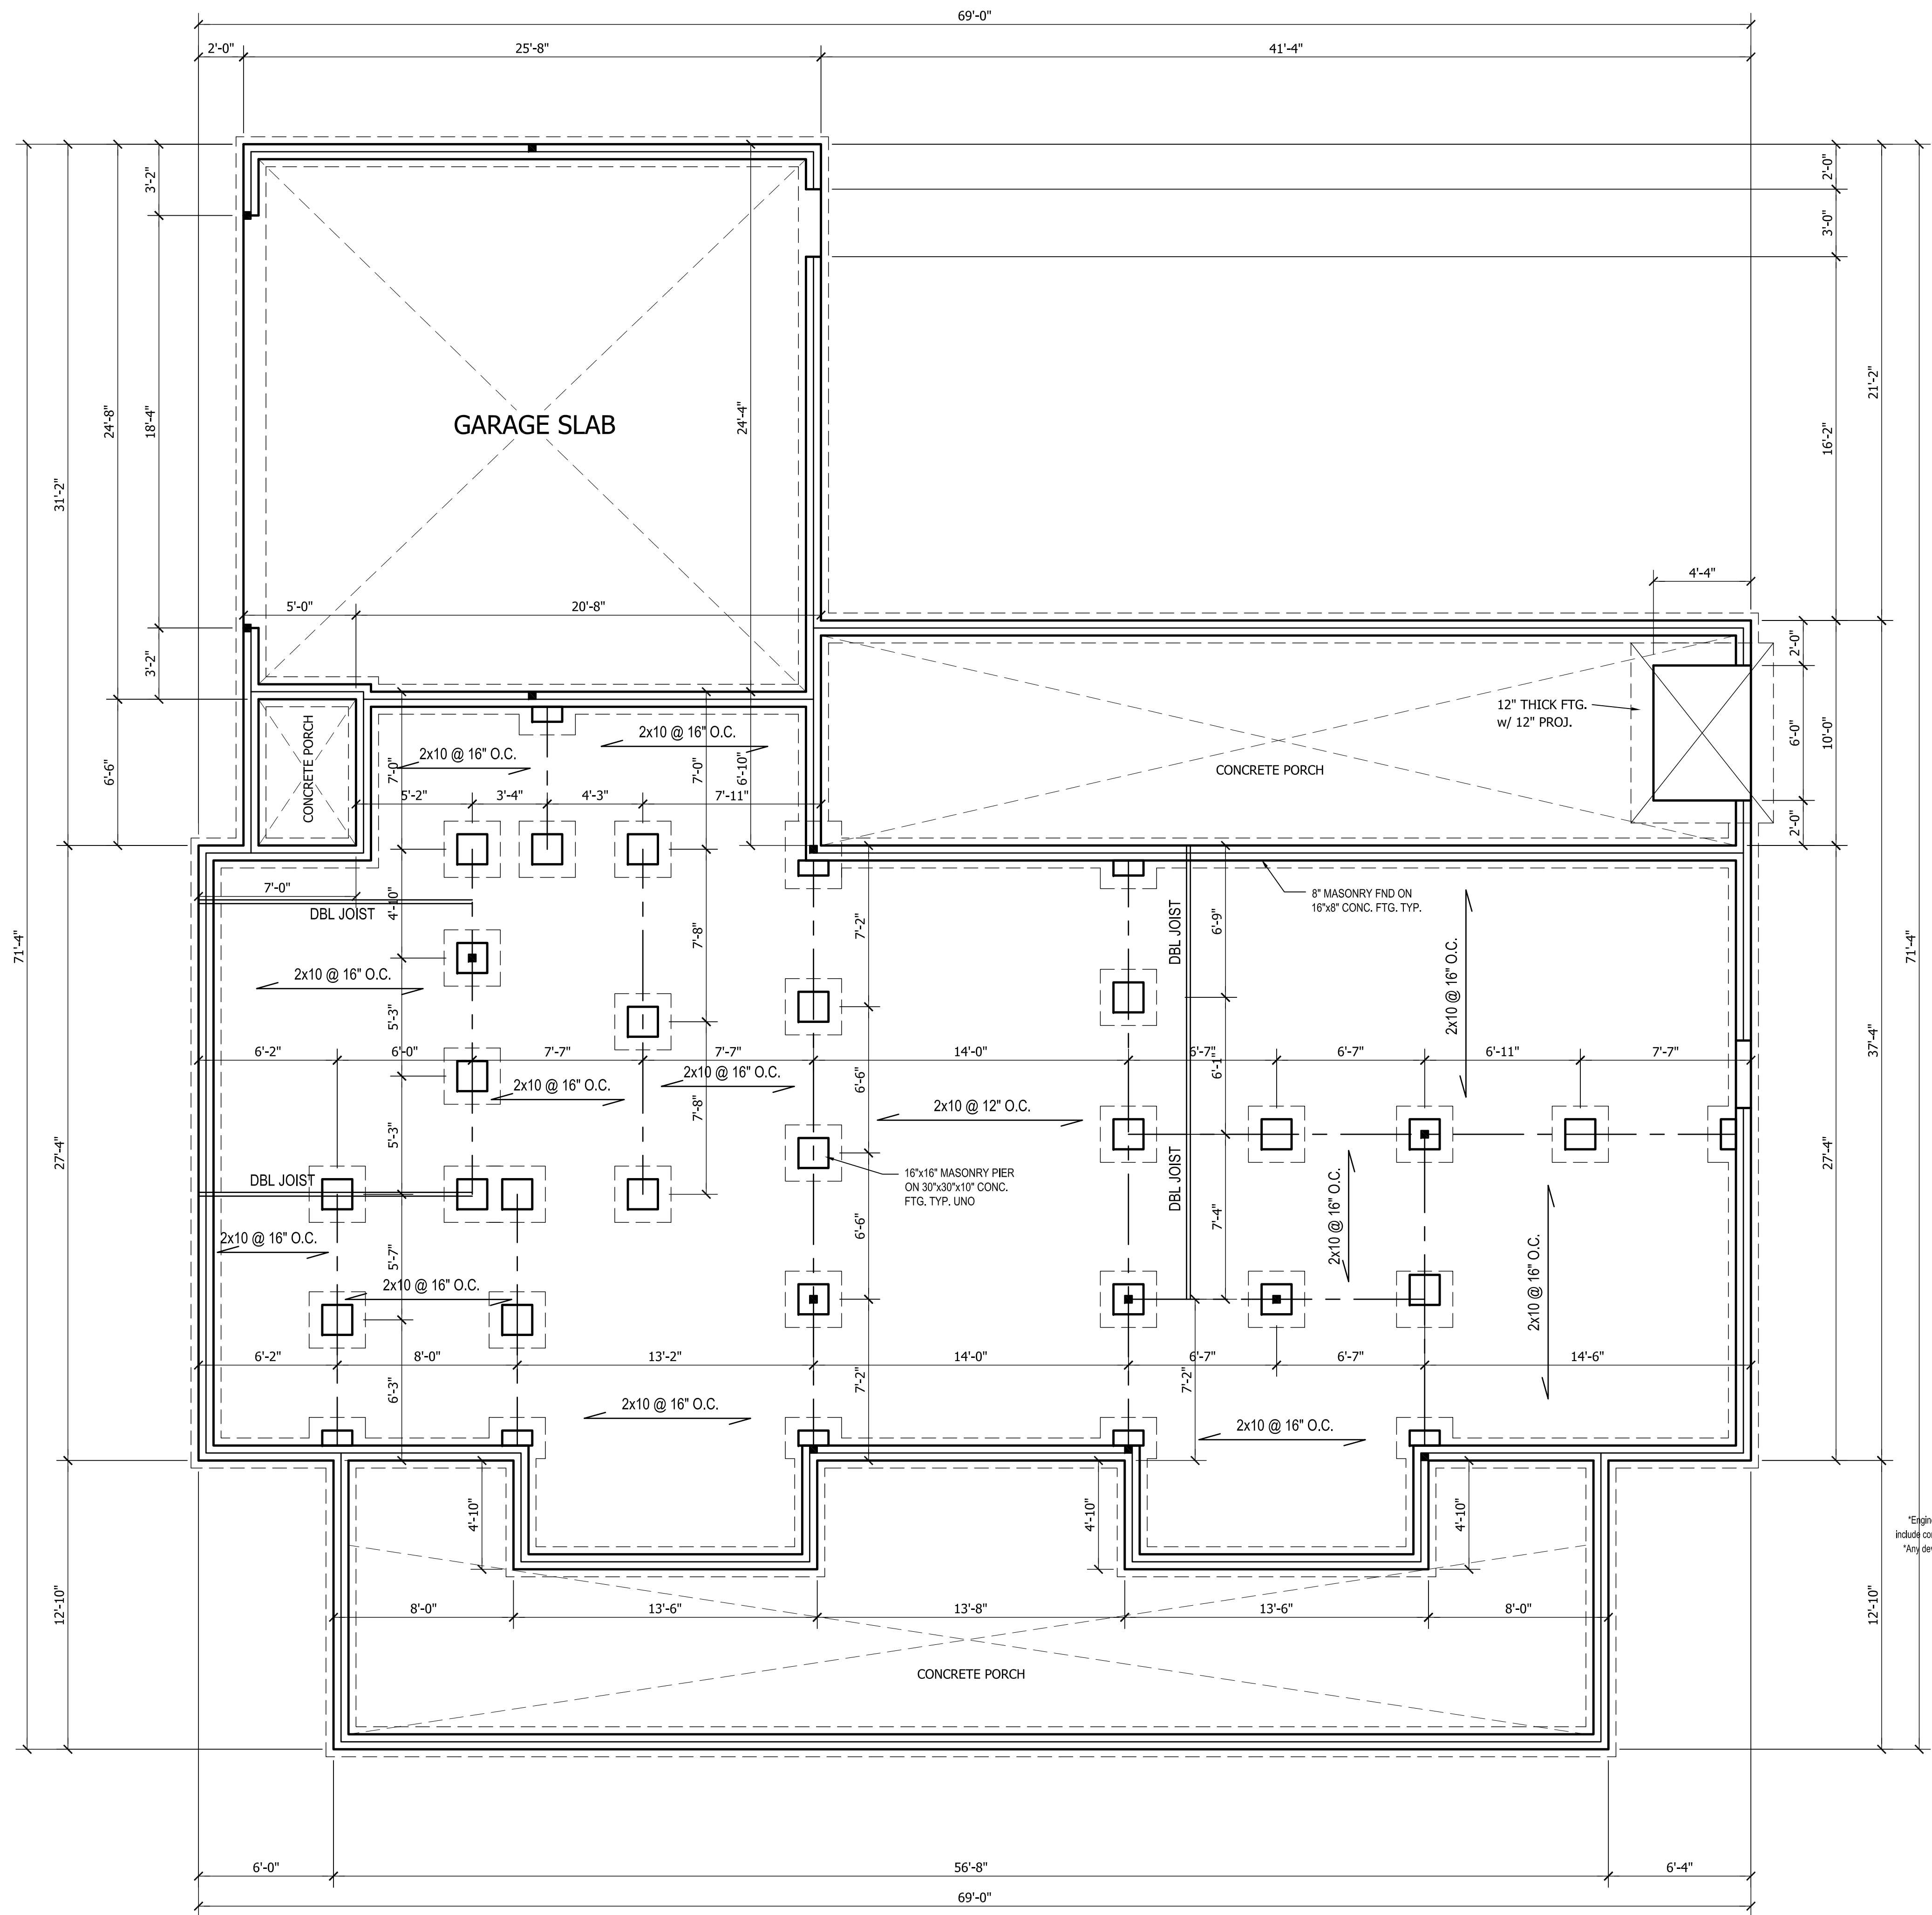 69'-0"
2'-0"
25'-8"
41'-4"
3'-2"
2'-0"
3'-0"
24'-8"
18'-4"
GARAGE SLAB
24'-4"
21'-2"
16'-2"
31'-2"
4'-4"
5'-0"
20'-8"
3'-2"
2'-0"
12" THICK FTG.
w/ 12" PROJ.
6'-0"
10'-0"
2x10 @ 16" O.C.
2x10 @ 16" O.C.
CONCRETE PORCH
7'-0"
7'-0"
6'-10"
CONCRETE PORCH
6'-6"
5'-2"
3'-4"
4'-3"
7'-11"
2'-0"
7'-0"
DBL JOIST
4'-10"
8" MASONRY FND ON
16"x8" CONC. FTG. TYP.
71'-4"
7'-8"
7'-2"
DBL JOIST
6'-9"
2x10 @ 16" O.C.
71'-4"
2x10 @ 16" O.C.
5'-3"
37'-4"
6'-2"
6'-0"
7'-7"
7'-7"
14'-0"
6'-7"
6'-7"
6'-11"
7'-7"
6'-1"
2x10 @ 16" O.C.
2x10 @ 16" O.C.
6'-6"
2x10 @ 12" O.C.
7'-8"
27'-4"
5'-3"
27'-4"
16"x16" MASONRY PIER
ON 30"x30"x10" CONC.
FTG. TYP. UNO
DBL JOIST
DBL JOIST
6'-6"
7'-4"
2x10 @ 16" O.C.
2x10 @ 16" O.C.
2x10 @ 16" O.C.
5'-7"
2x10 @ 16" O.C.
6'-2"
8'-0"
13'-2"
14'-0"
6'-7"
6'-7"
14'-6"
6'-3"
7'-2"
7'-2"
2x10 @ 16" O.C.
2x10 @ 16" O.C.
4'-10"
4'-10"
4'-10"
*Engin
include co
*Any de
12'-10"
12'-10"
8'-0"
13'-6"
13'-8"
13'-6"
8'-0"
CONCRETE PORCH
6'-0"
56'-8"
6'-4"
69'-0"